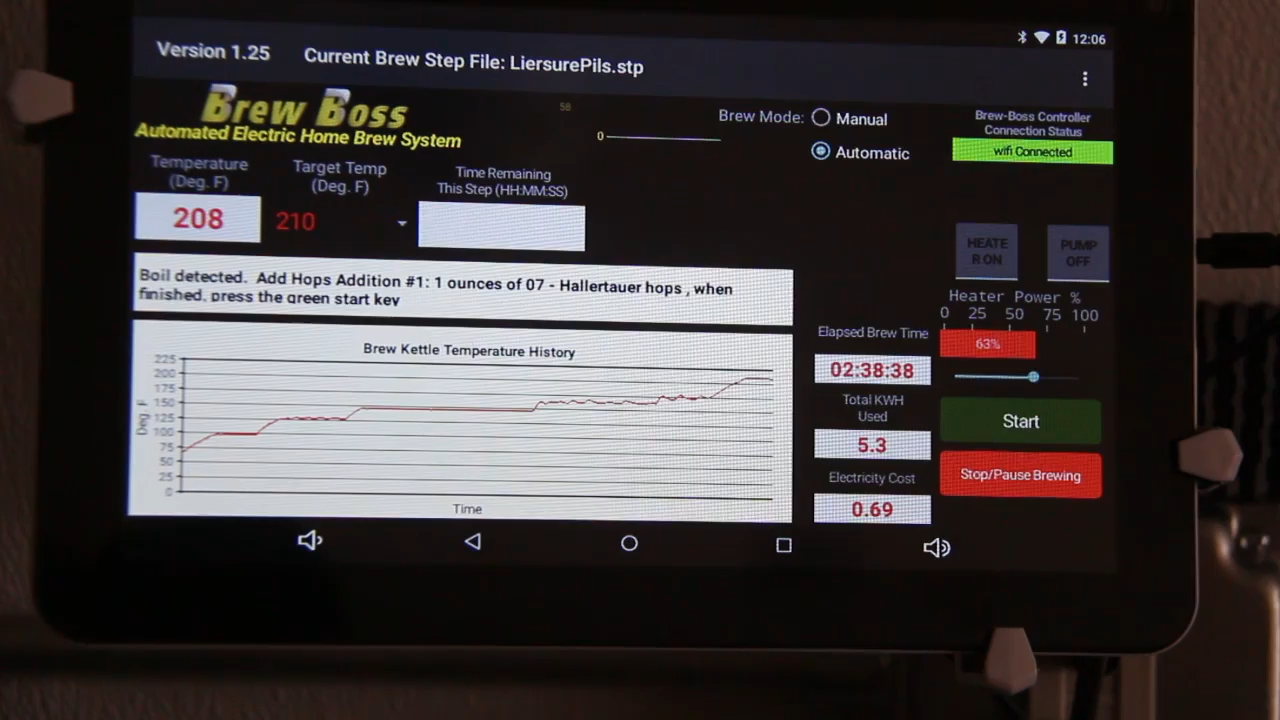 12:06
Version 1.25 Current Brew Step File: LiersurePils.stp
Brew Boss
Automated Electric Home Brew System
58
0
Brew Mode: Manual
Automatic
Brew-Boss Controller
Connection Status
wifi Connected
Temperature
(Deg. F)
208
Target Temp
(Deg. F)
210
Time Remaining
This Step (HH:MM:SS)
HEATE
R ON
PUMP
OFF
Boil detected. Add Hops Addition #1: 1 ounces of 07 - Hallertauer hops , when
finished, press the green start key
Heater Power %
0 25 50 75 100
63%
Brew Kettle Temperature History
225
200
175
150
125
100
75
50
25
0
Deg F
Time
Elapsed Brew Time
02:38:38
Total KWH
Used
5.3
Electricity Cost
0.69
Start
Stop/Pause Brewing